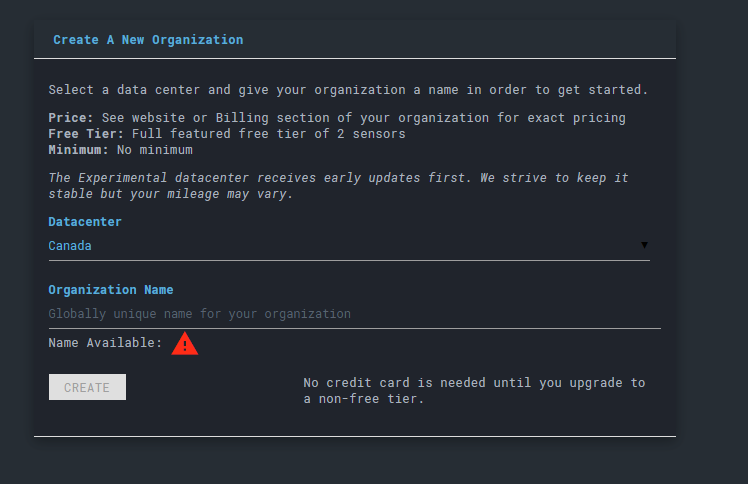 Create A New Organization
Select a data center and give your organization a name in order to get started.
Price: See website or Billing section of your organization for exact pricing
Free Tier: Full featured free tier of 2 sensors
Minimum: No minimum
The Experimental datacenter receives early updates first. We strive to keep it
stable but your mileage may vary.
Datacenter
Canada
Organization Name
Globally unique name for your organization
Name Available:
CREATE
No credit card is needed until you upgrade to
a non-free tier.